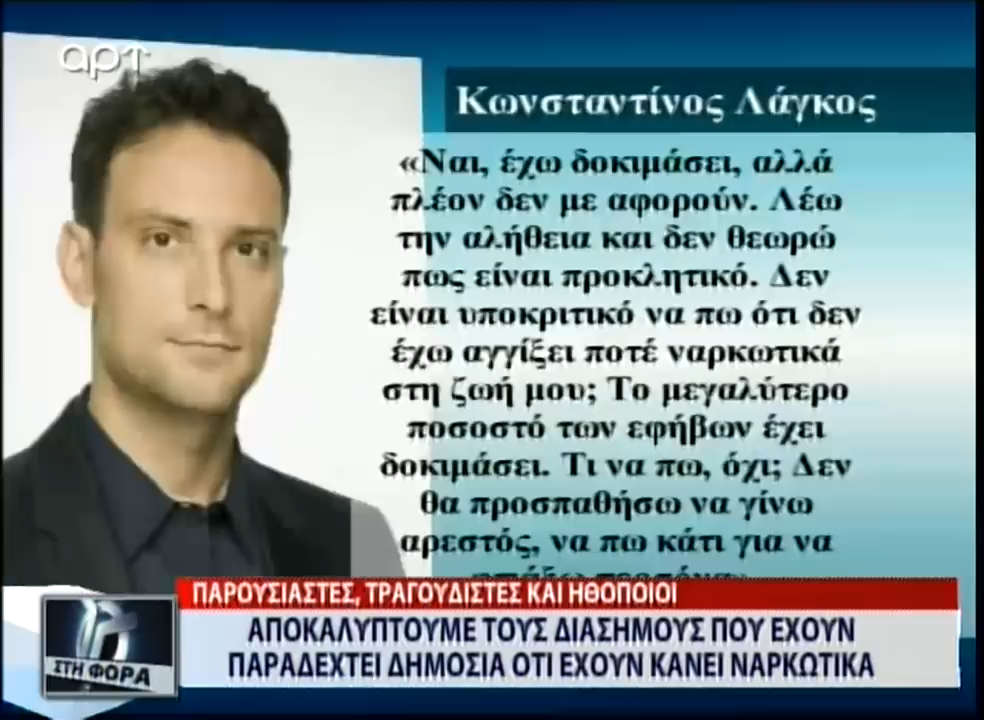 αρτ
Κωνσταντίνος Λάγκος
«Ναι, έχω δοκιμάσει, αλλά
πλέον δεν με αφορούν. Λέω
την αλήθεια και δεν θεωρώ
πως είναι προκλητικό. Δεν
είναι υποκριτικό να πω ότι δεν
έχω αγγίξει ποτέ ναρκωτικά
στη ζωή μου; Το μεγαλύτερο
ποσοστό των εφήβων έχει
δοκιμάσει. Τι να πω, όχι; Δεν
θα προσπαθήσω να γίνω
αρεστός, να πω κάτι για να
ΠΑΡΟΥΣΙΑΣΤΕΣ, ΤΡΑΓΟΥΔΙΣΤΕΣ ΚΑΙ ΗΘΟΠΟΙΟΙ
ΑΠΟΚΑΛΥΠΤΟΥΜΕ ΤΟΥΣ ΔΙΑΣΗΜΟΥΣ ΠΟΥ ΕΧΟΥΝ
ΠΑΡΑΔΕΧΤΕΙ ΔΗΜΟΣΙΑ ΟΤΙ ΕΧΟΥΝ ΚΑΝΕΙ ΝΑΡΚΩΤΙΚΑ
ΣΤΗ ΦΟΡΑ